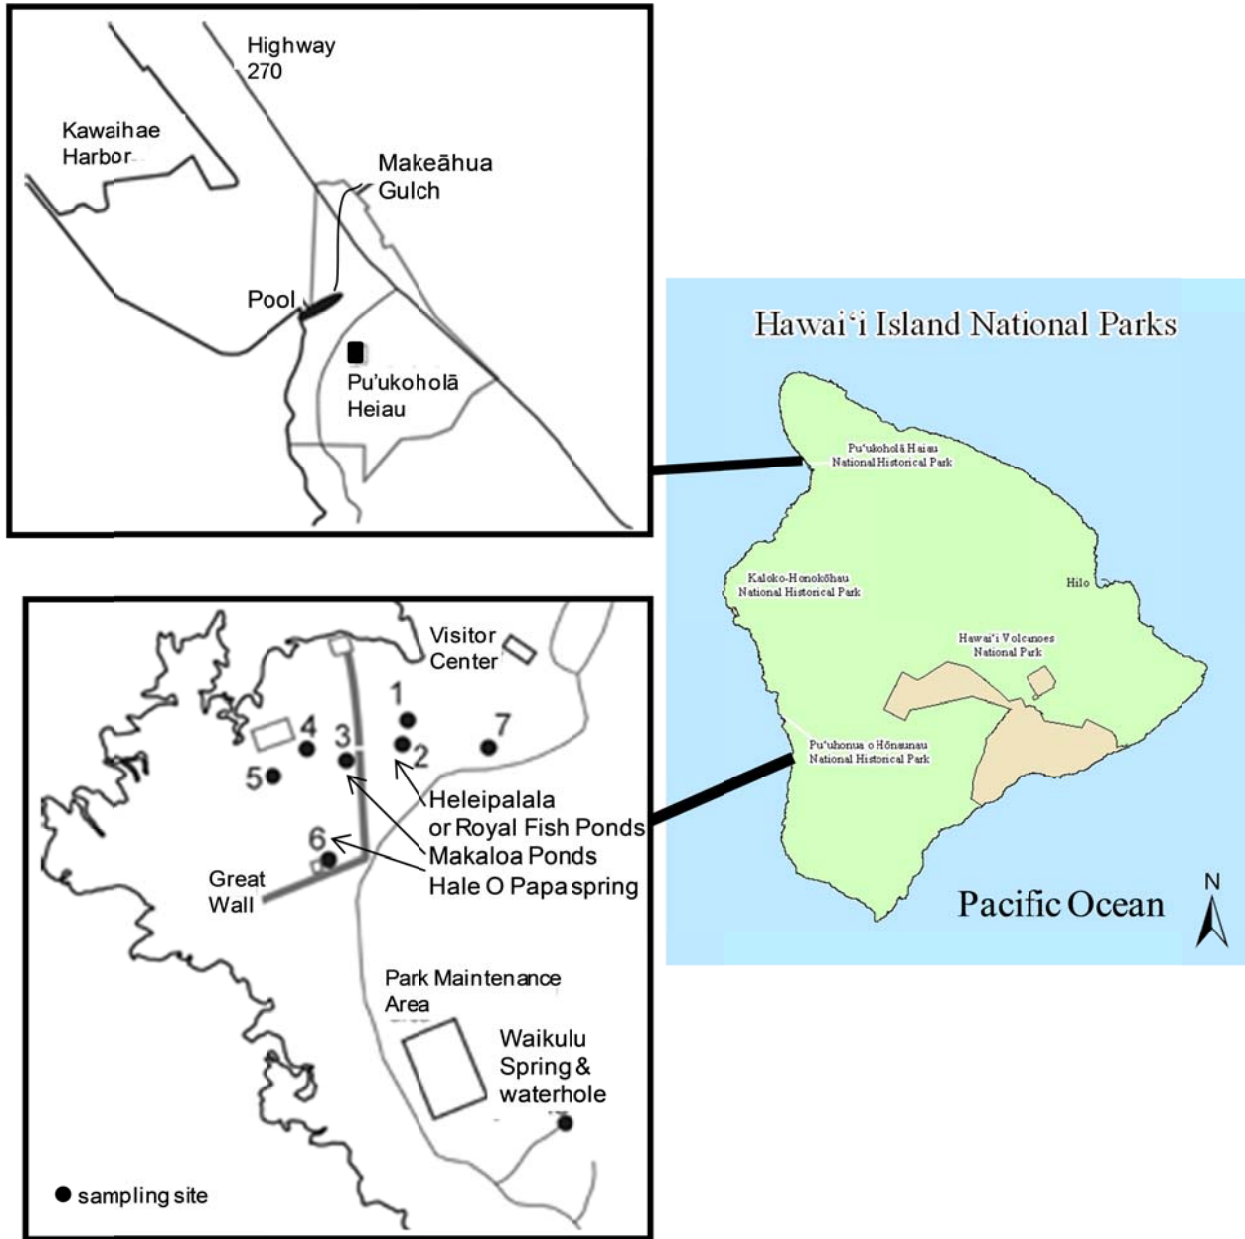 Highway
270
Kawaihae
Harbor
Makeāhua
Gulch
Pool
Pu'ukoholā
Heiau
Hawai‘i Island National Parks
Pu‘ukoholā Haiau
National Historical Park
Kaloko-Honokōhau
National Historical Park
Hilo
Hawai‘i Volcinoes
National Park
Pu‘uhonua o Hōnaunau
National Historical Park
Pacific Ocean
N
Visitor
Center
1
2
3
4
5
6
7
Heleipalala
or Royal Fish Ponds
Makaloa Ponds
Hale O Papa spring
Great
Wall
Park Maintenance
Area
Waikulu
Spring &
waterhole
sampling site